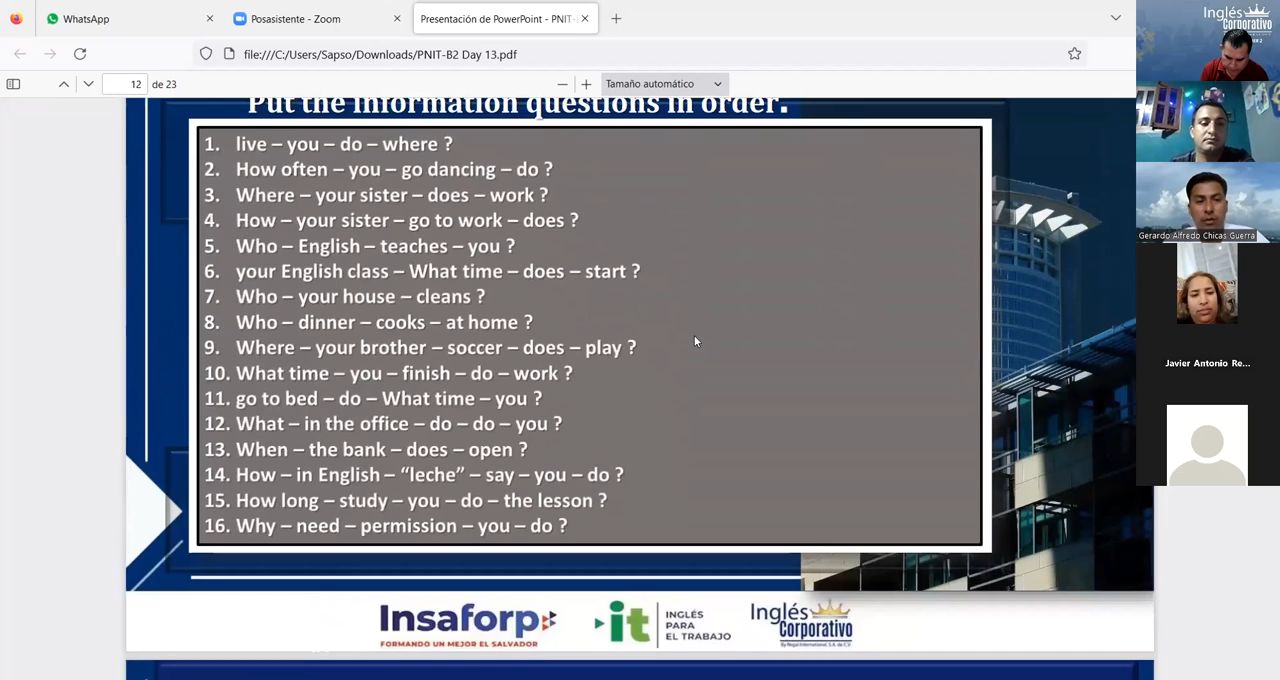 WhatsApp
Posasistente - Zoom
Presentación de PowerPoint - PNIT-
file:///C:/Users/Sapso/Downloads/PNIT-B2 Day 13.pdf
12 de 23
Tamaño automático
Put the information questions in order.
1. live – you – do – where ?
2. How often – you – go dancing – do ?
3. Where – your sister – does – work ?
4. How – your sister – go to work – does ?
5. Who – English – teaches – you ?
6. your English class – What time – does – start ?
7. Who – your house – cleans ?
8. Who – dinner – cooks – at home ?
9. Where – your brother – soccer – does – play ?
10. What time – you – finish – do – work ?
11. go to bed – do – What time – you ?
12. What – in the office – do – do – you ?
13. When – the bank – does – open ?
14. How – in English – “leche” – say – you – do ?
15. How long – study – you – do – the lesson ?
16. Why – need – permission – you – do ?
Insaforp
FORMANDO UN MEJOR EL SALVADOR
it
INGLÉS
PARA
EL TRABAJO
Inglés
Corporativo
By Regal International, S.A. de C.V.
Inglés
Corporativo
Gerardo Alfredo Chicas Guerra
Javier Antonio Re...